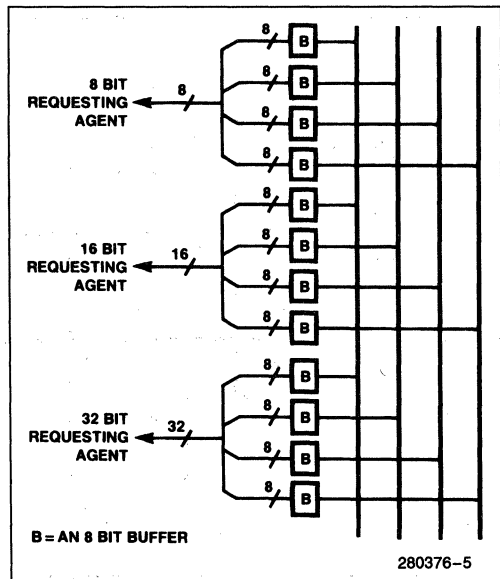 8
B
8
B
8 BIT
REQUESTING
AGENT
8
8
B
8
B
8
B
8
B
16 BIT
REQUESTING
AGENT
16
8
B
8
B
8
B
8
B
32 BIT
REQUESTING
AGENT
32
8
B
8
B
B = AN 8 BIT BUFFER
280376-5